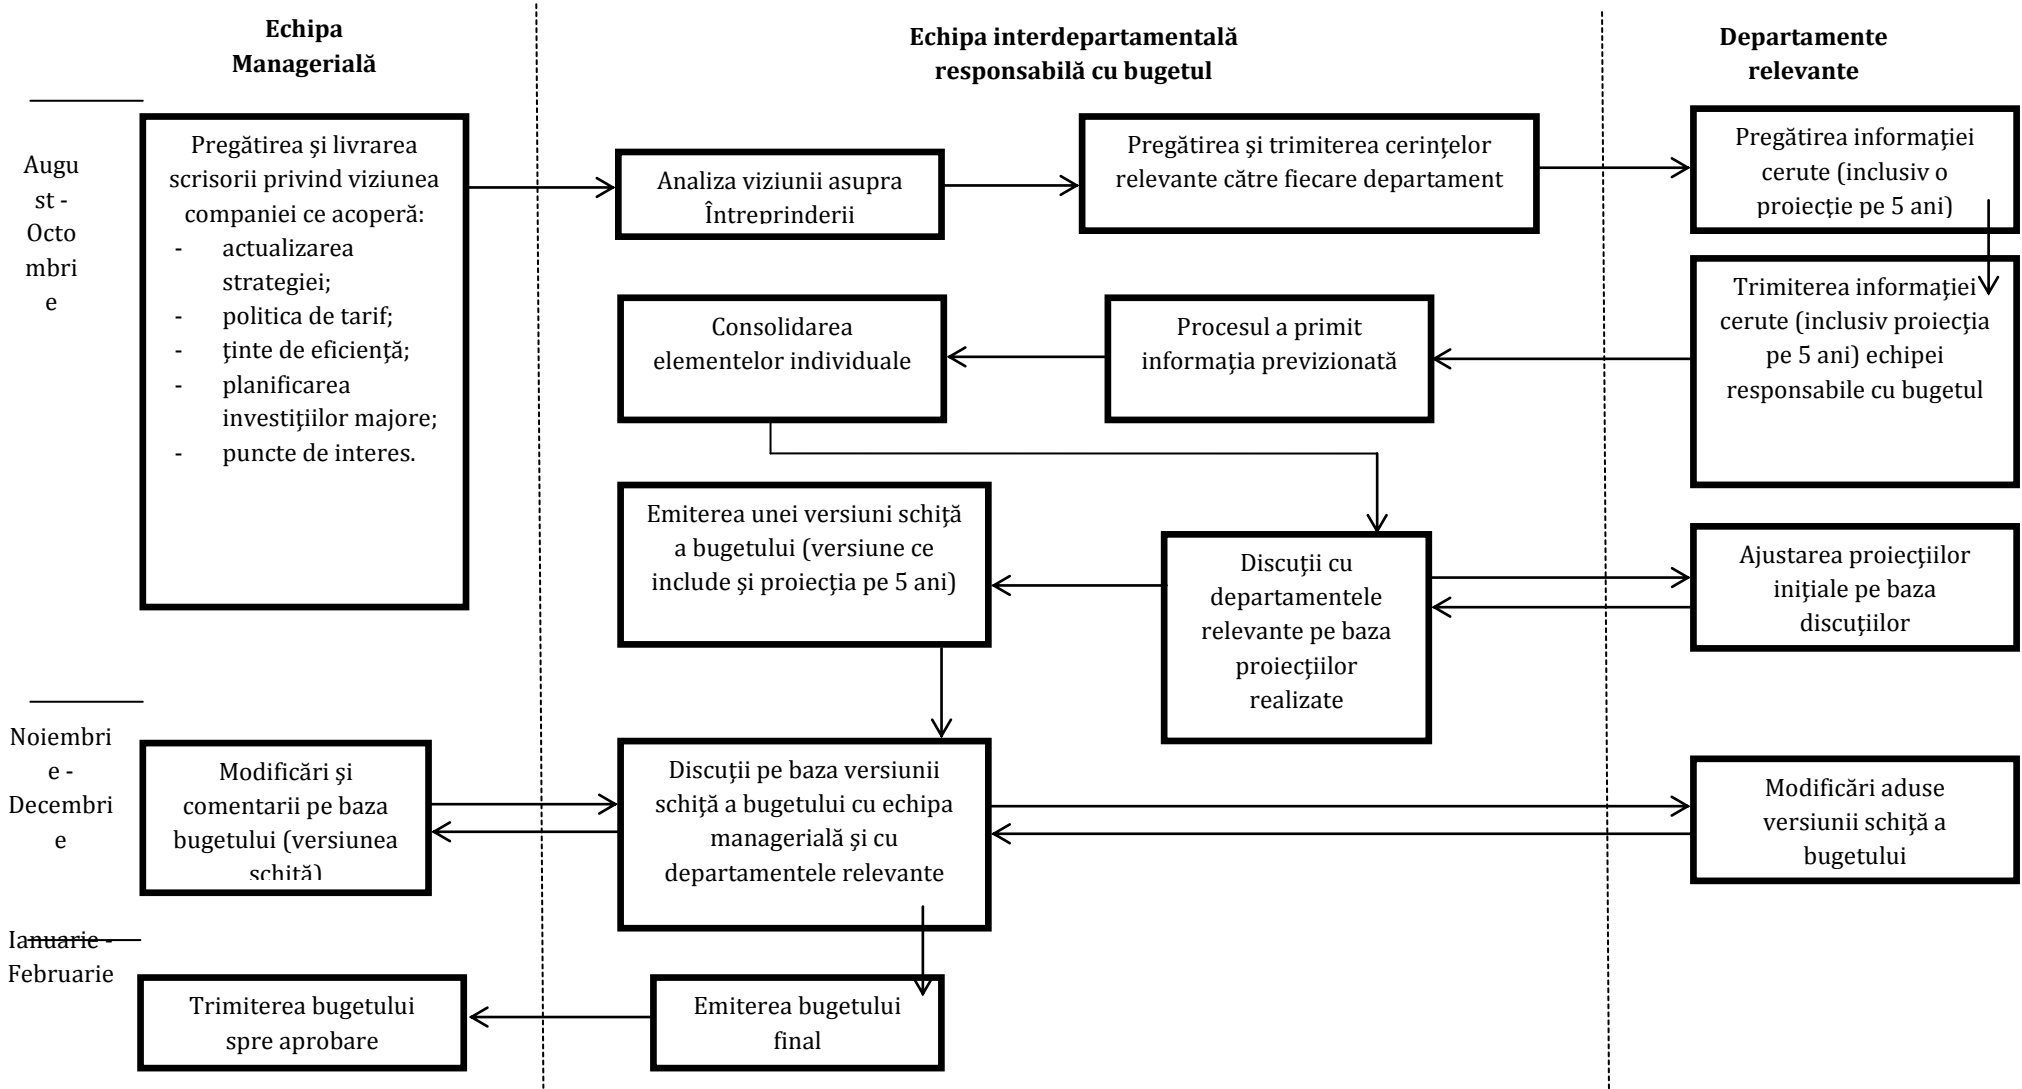 Echipa
Managerială
Echipa interdepartamentală
responsabilă cu bugetul
Departamente
relevante
Augu
st -
Octo
mbri
e
Pregătirea şi livrarea
scrisorii privind viziunea
companiei ce acoperă:
- actualizarea
strategiei;
- politica de tarif;
- ţinte de eficienţă;
- planificarea
investiţiilor majore;
- puncte de interes.
Analiza viziunii asupra
Întreprinderii
Pregătirea şi trimiterea cerinţelor
relevante către fiecare departament
Pregătirea informaţiei
cerute (inclusiv o
proiecţie pe 5 ani)
Consolidarea
elementelor individuale
Procesul a primit
informaţia previzionată
Trimiterea informaţiei
cerute (inclusiv proiecţia
pe 5 ani) echipei
responsabile cu bugetul
Emiterea unei versiuni schiţă
a bugetului (versiune ce
include şi proiecţia pe 5 ani)
Discuţii cu
departamentele
relevante pe baza
proiecţiilor
realizate
Ajustarea proiecţiilor
iniţiale pe baza
discuţiilor
Noiembri
e -
Decembri
e
Modificări şi
comentarii pe baza
bugetului (versiunea
schiţă)
Discuţii pe baza versiunii
schiţă a bugetului cu echipa
managerială şi cu
departamentele relevante
Modificări aduse
versiunii schiţă a
bugetului
Ianuarie -
Februarie
Trimiterea bugetului
spre aprobare
Emiterea bugetului
final